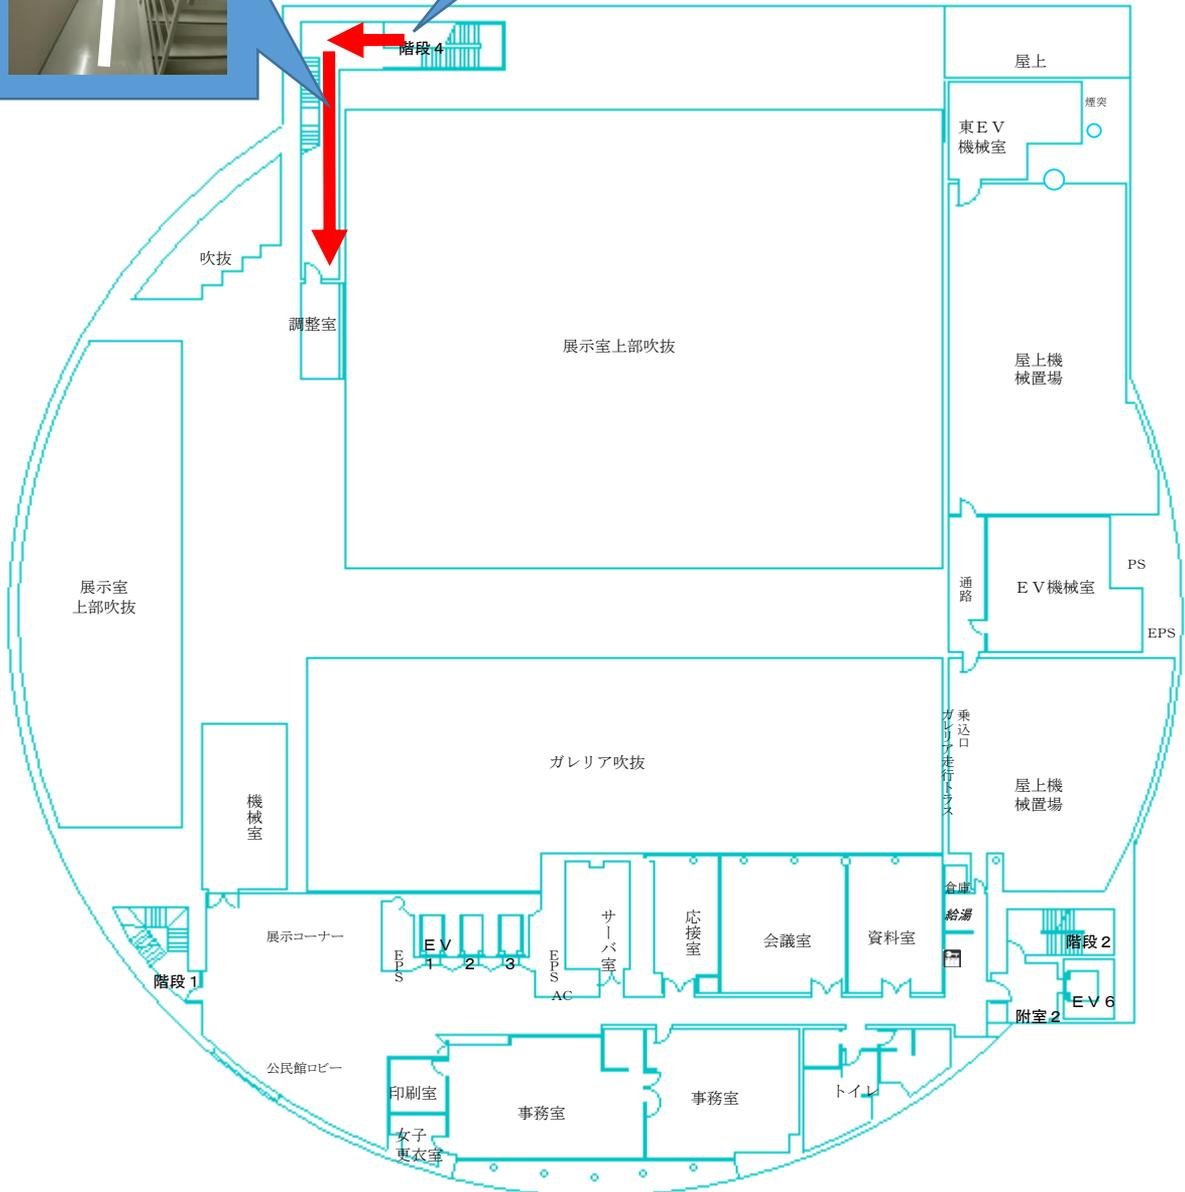 階段４
屋上
煙突
東ＥＶ
機械室
吹抜
調整室
展示室上部吹抜
屋上機
械置場
展示室
上部吹抜
通路
ＥＶ機械室
PS
EPS
ガレリア吹抜
乗込口
ガレリア走行トラス
機械室
屋上機
械置場
倉庫
給湯
展示コーナー
EPS
ＥＶ
1
2
3
EPS
AC
サーバ室
応接室
会議室
資料室
階段２
階段１
ＥＶ６
附室２
公民館ロビー
印刷室
事務室
事務室
トイレ
女子
更衣室